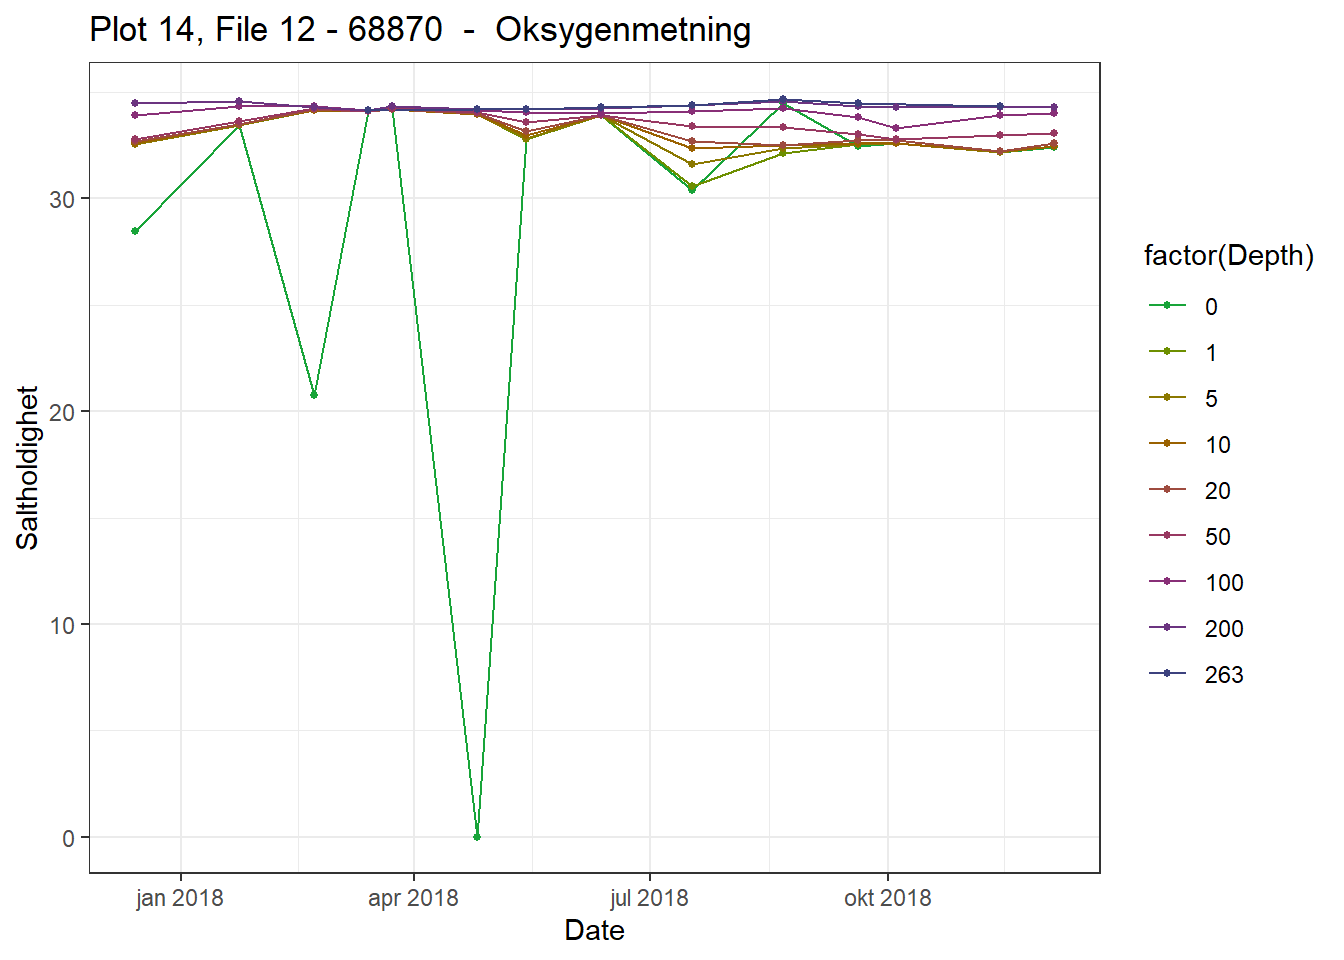 Plot 14, File 12 - 68870  -  Oksygenmetning
Saltholdighet
30
20
10
0
jan 2018
apr 2018
jul 2018
okt 2018
Date
factor(Depth)
0
1
5
10
20
50
100
200
263